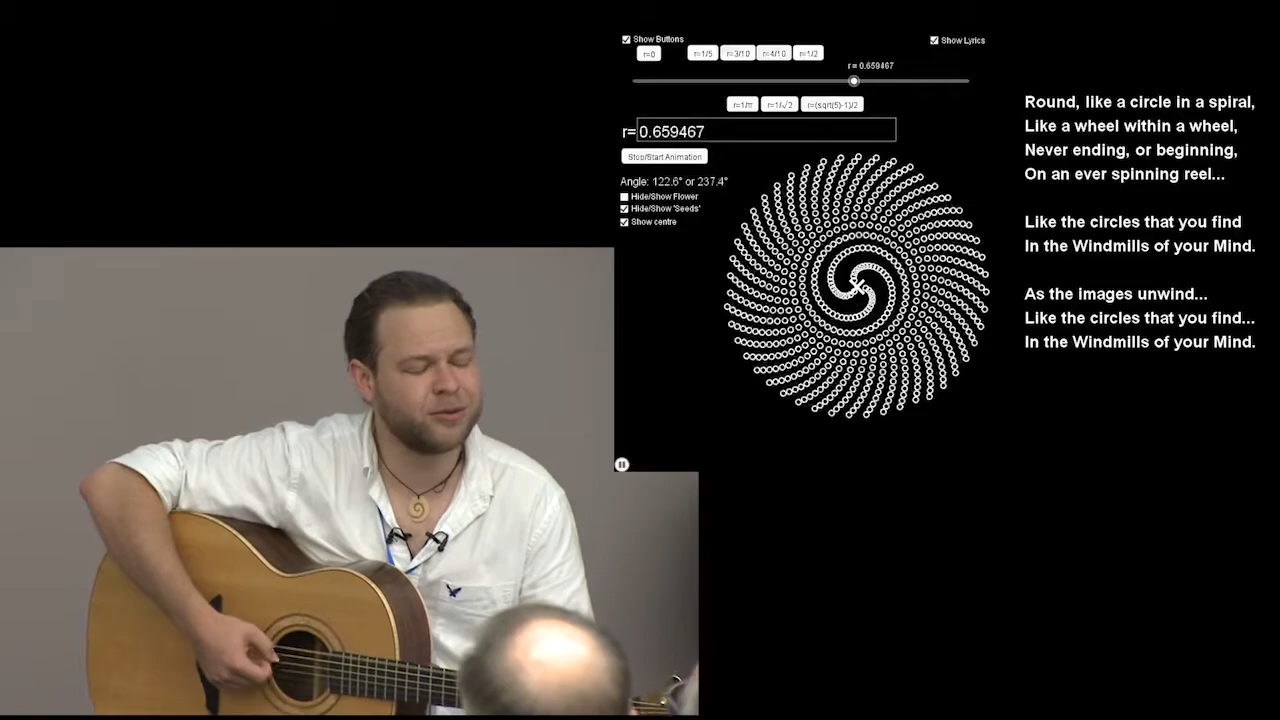 Show Buttons
Show Lyrics
r=0
r=1/5
r=3/10
r=4/10
r=1/2
r = 0.659467
r=1/π
r=1/√2
r=(sqrt(5)-1)/2
r= 0.659467
Stop/Start Animation
Angle: 122.6° or 237.4°
Hide/Show Flower
Hide/Show 'Seeds'
Show centre
Round, like a circle in a spiral,
Like a wheel within a wheel,
Never ending, or beginning,
On an ever spinning reel...
Like the circles that you find
In the Windmills of your Mind.
As the images unwind...
Like the circles that you find...
In the Windmills of your Mind.